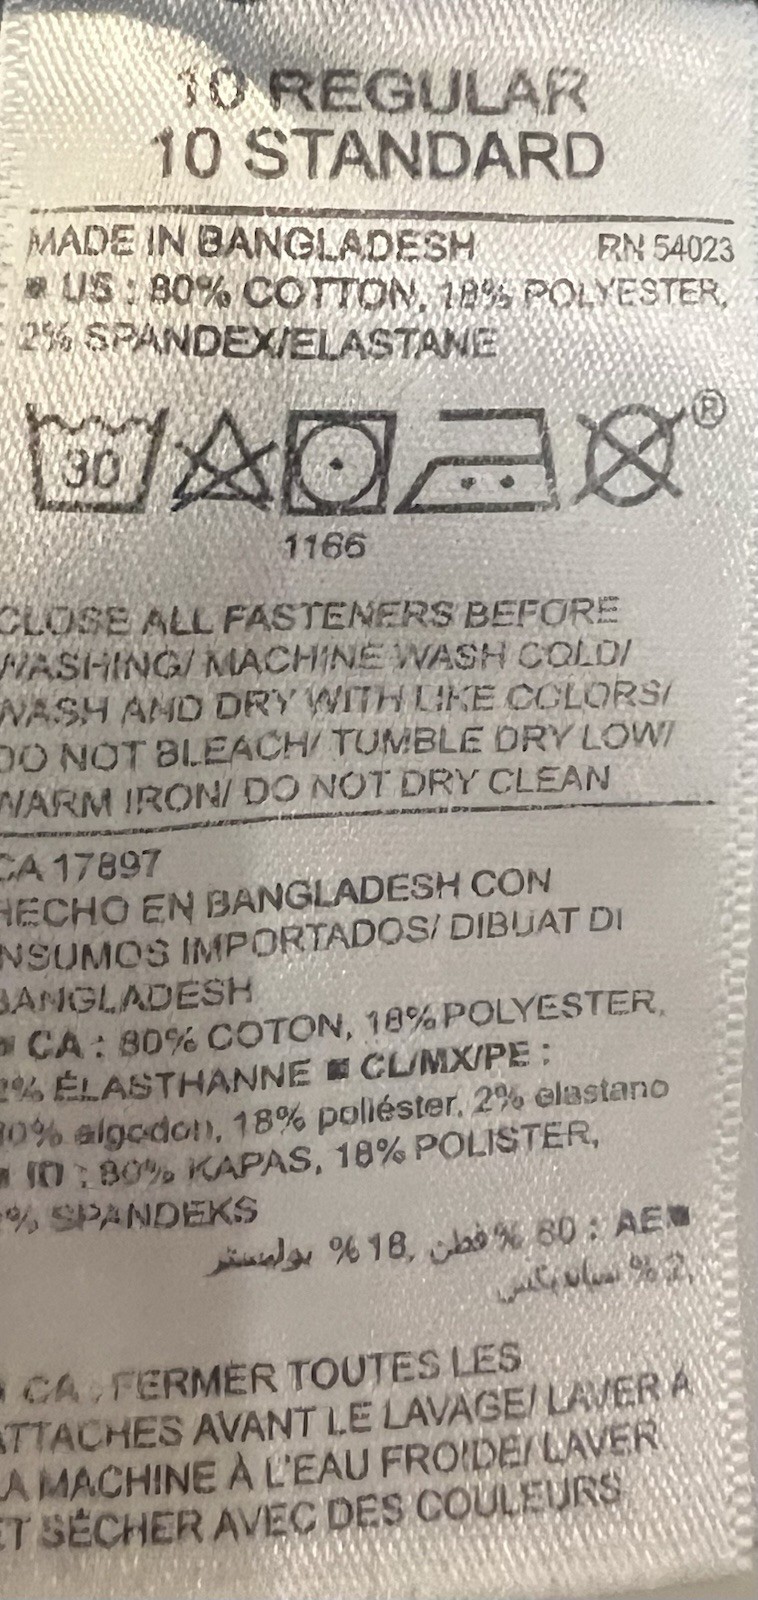 10 REGULAR
10 STANDARD
MADE IN BANGLADESH RN 54023
■ US : 80% COTTON, 18% POLYESTER,
2% SPANDEX/ELASTANE
30
®
1166
CLOSE ALL FASTENERS BEFORE
WASHING/ MACHINE WASH COLD/
WASH AND DRY WITH LIKE COLORS/
DO NOT BLEACH/ TUMBLE DRY LOW/
WARM IRON/ DO NOT DRY CLEAN
CA 17897
HECHO EN BANGLADESH CON
NSUMOS IMPORTADOS/ DIBUAT DI
BANGLADESH
■ CA : 80% COTON, 18% POLYESTER,
2% ÉLASTHANNE ■ CL/MX/PE :
80% algodon, 18% poliéster, 2% elastano
■ ID : 80% KAPAS, 18% POLISTER,
% SPANDEKS
■AE : 80 %قطن, 18 % بوليستر
,2 % سباندكس
CA : FERMER TOUTES LES
ATTACHES AVANT LE LAVAGE/ LAVER À
LA MACHINE À L'EAU FROIDE/ LAVER
ET SÉCHER AVEC DES COULEURS